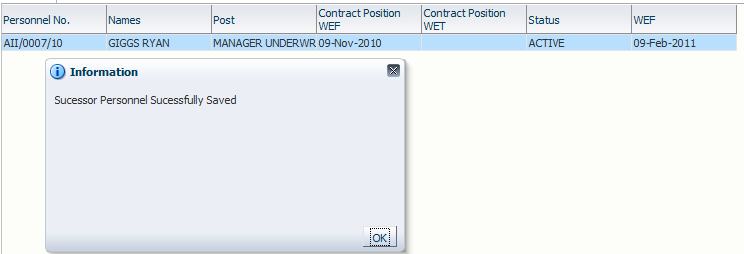 Personnel No. Names Post Contract Position WEF Contract Position WET Status WEF
AII/0007/10 GIGGS RYAN MANAGER UNDERWR 09-Nov-2010 ACTIVE 09-Feb-2011
Information
Sucessor Personnel Sucessfully Saved
OK